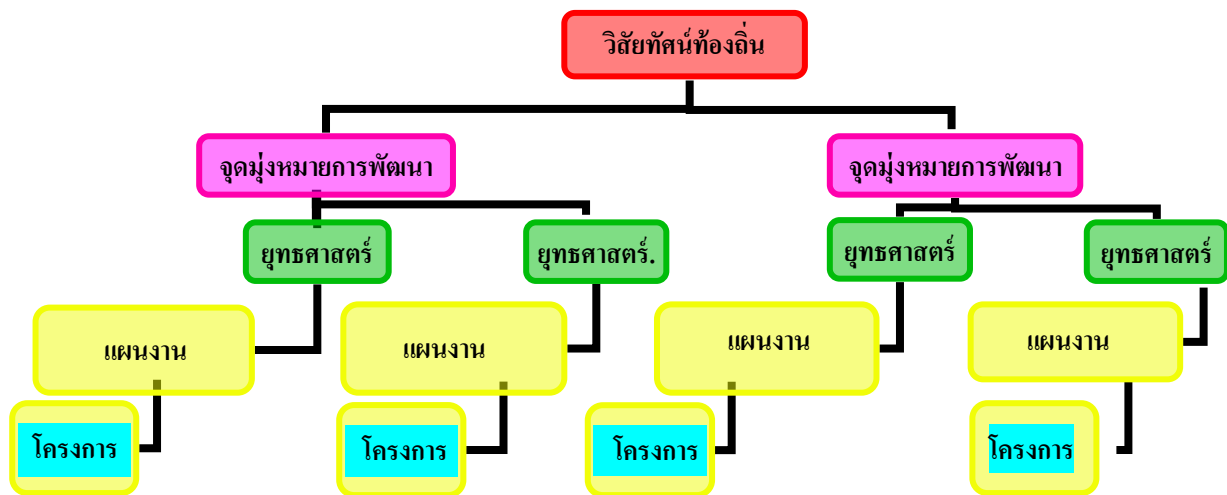 วิสัยทัศน์ท้องถิ่น
จุดมุ่งหมายการพัฒนา
จุดมุ่งหมายการพัฒนา
ยุทธศาสตร์
ยุทธศาสตร์.
ยุทธศาสตร์
ยุทธศาสตร์
แผนงาน
แผนงาน
แผนงาน
แผนงาน
โครงการ
โครงการ
โครงการ
โครงการ